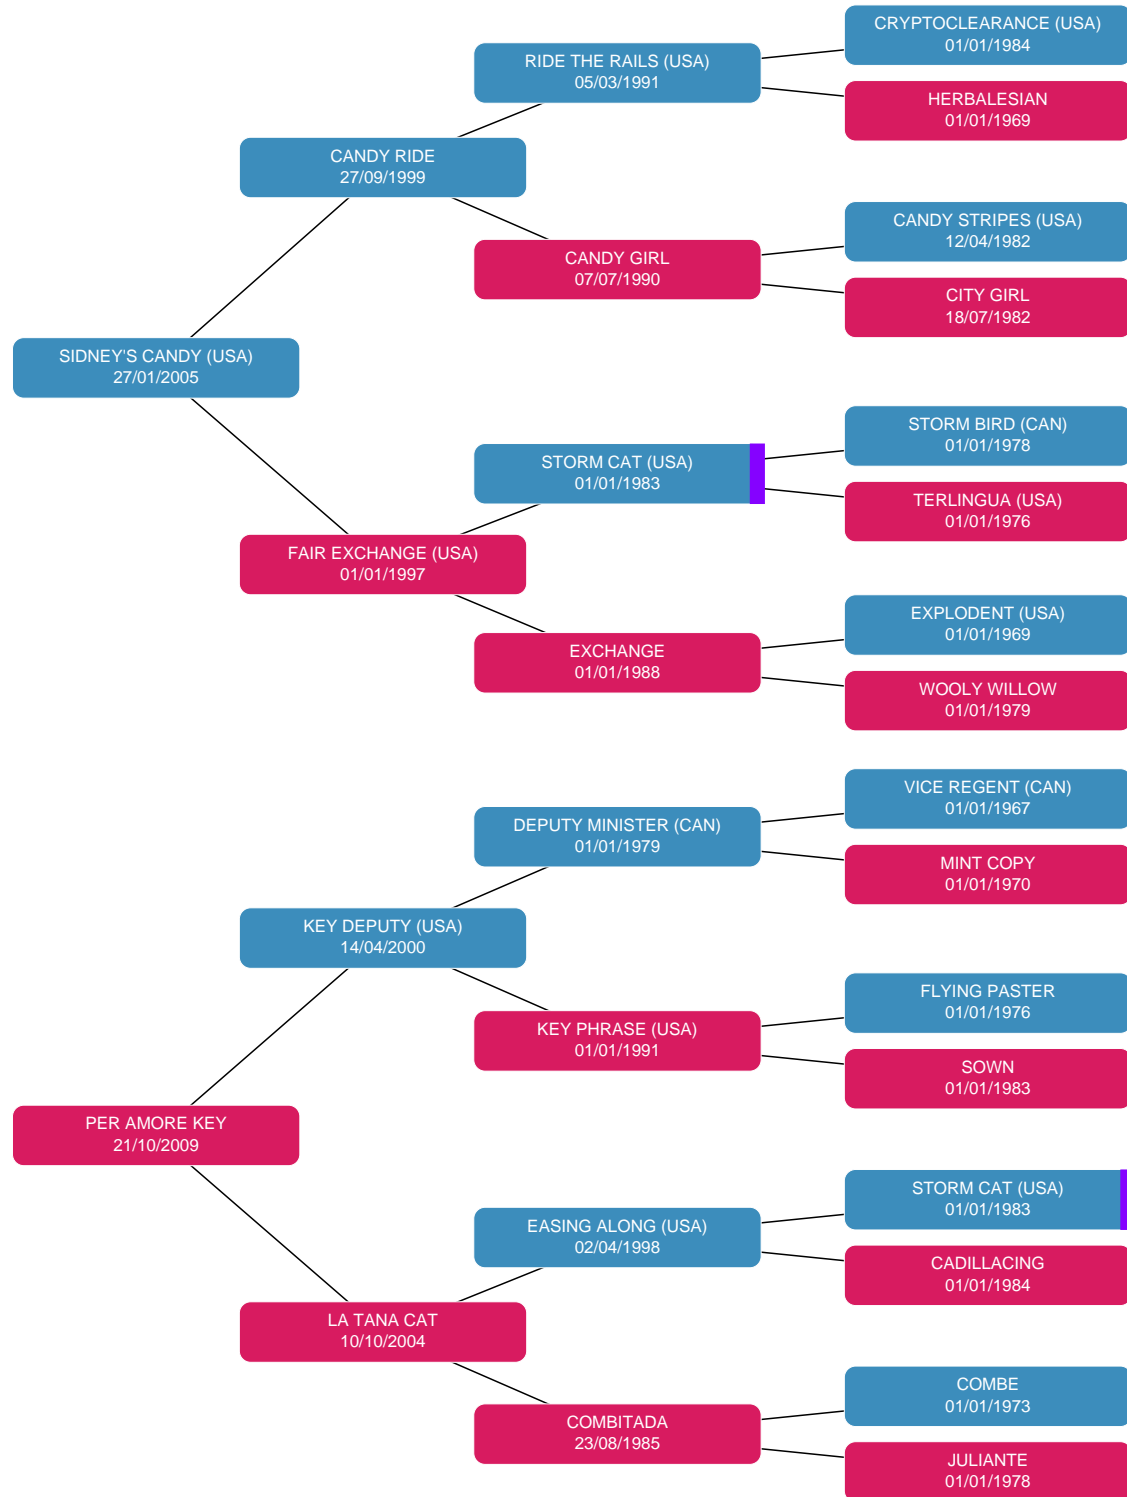 CRYPTOCLEARANCE (USA)
01/01/1984
RIDE THE RAILS (USA)
05/03/1991
HERBALESIAN
01/01/1969
CANDY RIDE
27/09/1999
CANDY STRIPES (USA)
12/04/1982
CANDY GIRL
07/07/1990
CITY GIRL
18/07/1982
SIDNEY'S CANDY (USA)
27/01/2005
STORM BIRD (CAN)
01/01/1978
STORM CAT (USA)
01/01/1983
TERLINGUA (USA)
01/01/1976
FAIR EXCHANGE (USA)
01/01/1997
EXPLODENT (USA)
01/01/1969
EXCHANGE
01/01/1988
WOOLY WILLOW
01/01/1979
VICE REGENT (CAN)
01/01/1967
DEPUTY MINISTER (CAN)
01/01/1979
MINT COPY
01/01/1970
KEY DEPUTY (USA)
14/04/2000
FLYING PASTER
01/01/1976
KEY PHRASE (USA)
01/01/1991
SOWN
01/01/1983
PER AMORE KEY
21/10/2009
STORM CAT (USA)
01/01/1983
EASING ALONG (USA)
02/04/1998
CADILLACING
01/01/1984
LA TANA CAT
10/10/2004
COMBE
01/01/1973
COMBITADA
23/08/1985
JULIANTE
01/01/1978